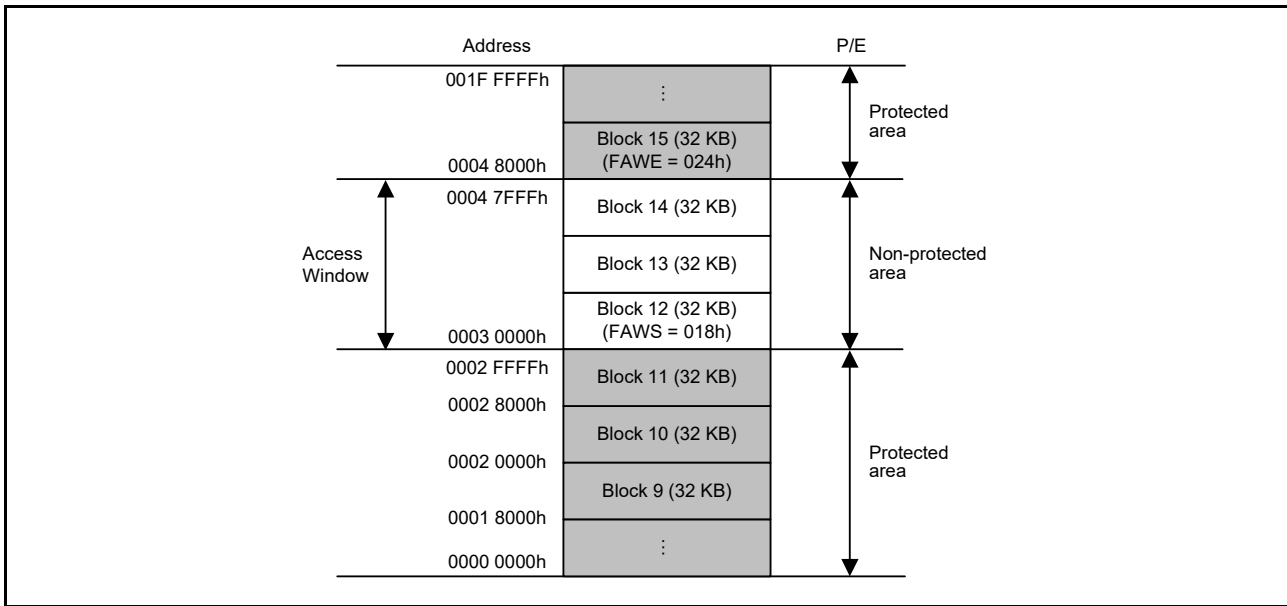 Address
P/E
001F FFFFh
⋮
Protected
area
Block 15 (32 KB)
(FAWE = 024h)
0004 8000h
0004 7FFFh
Block 14 (32 KB)
Access
Window
Block 13 (32 KB)
Non-protected
area
Block 12 (32 KB)
(FAWS = 018h)
0003 0000h
0002 FFFFh
Block 11 (32 KB)
0002 8000h
Block 10 (32 KB)
0002 0000h
Protected
area
Block 9 (32 KB)
0001 8000h
⋮
0000 0000h